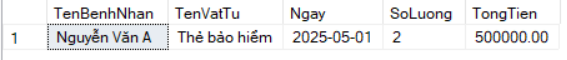 TenBenhNhan TenVatTu Ngay SoLuong TongTien
1 Nguyễn Văn A Thẻ bảo hiểm 2025-05-01 2 500000.00